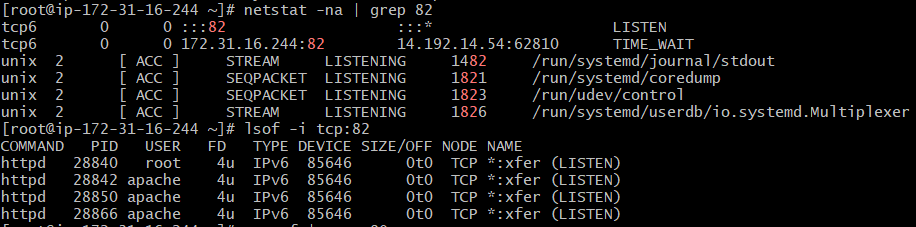 [root@ip-172-31-16-244 ~]# netstat -na | grep 82
tcp6       0      0 :::82                   :::*                    LISTEN
tcp6       0      0 172.31.16.244:82        14.192.14.54:62810      TIME_WAIT
unix  2      [ ACC ]     STREAM     LISTENING     1482     /run/systemd/journal/stdout
unix  2      [ ACC ]     SEQPACKET  LISTENING     1821     /run/systemd/coredump
unix  2      [ ACC ]     SEQPACKET  LISTENING     1823     /run/udev/control
unix  2      [ ACC ]     STREAM     LISTENING     1826     /run/systemd/userdb/io.systemd.Multiplexer
[root@ip-172-31-16-244 ~]# lsof -i tcp:82
COMMAND   PID   USER   FD   TYPE DEVICE SIZE/OFF NODE NAME
httpd   28840   root    4u  IPv6  85646      0t0  TCP *:xfer (LISTEN)
httpd   28842 apache    4u  IPv6  85646      0t0  TCP *:xfer (LISTEN)
httpd   28850 apache    4u  IPv6  85646      0t0  TCP *:xfer (LISTEN)
httpd   28866 apache    4u  IPv6  85646      0t0  TCP *:xfer (LISTEN)